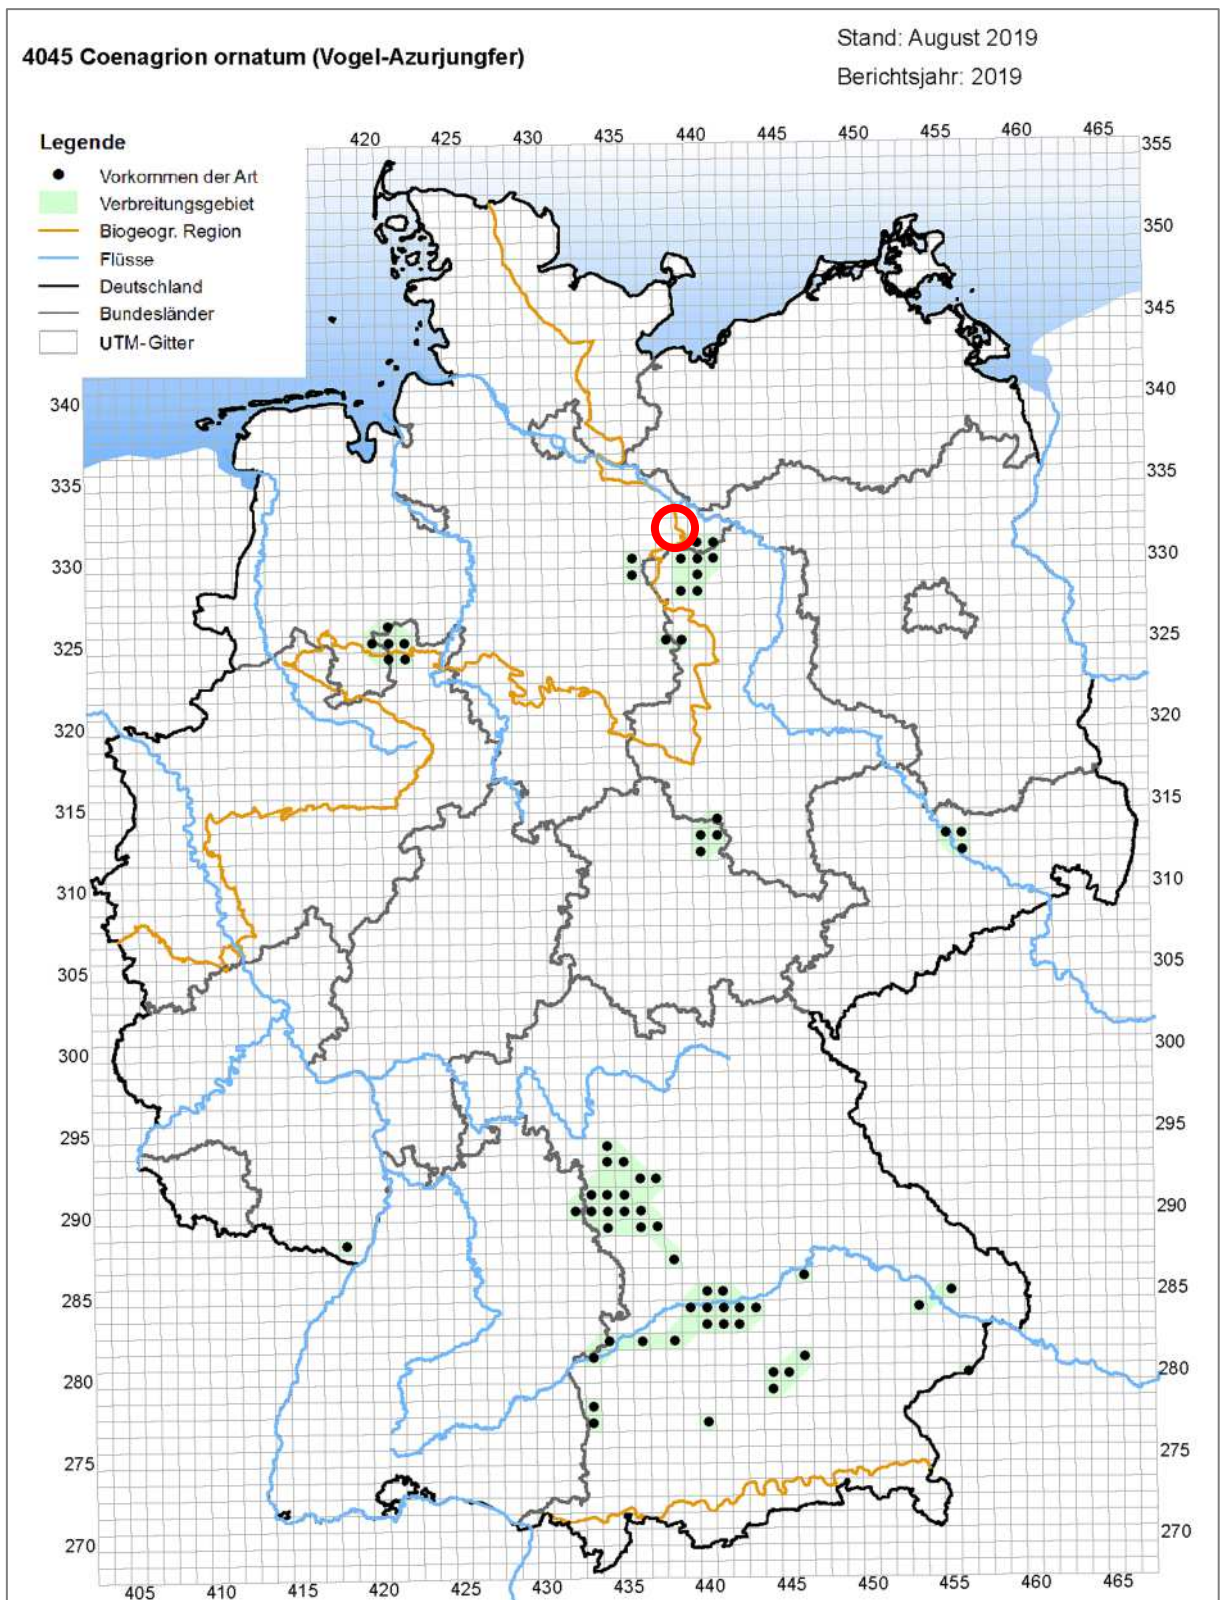 4045 Coenagrion ornatum (Vogel-Azurjungfer)
Stand: August 2019
Berichtsjahr: 2019
Legende
Vorkommen der Art
Verbreitungsgebiet
Biogeogr. Region
Flüsse
Deutschland
Bundesländer
UTM-Gitter
420 425 430 435 440 445 450 455 460 465
355
350
345
340
340
335
335
330
330
325
325
320
320
315
315
310
310
305
305
300
300
295
295
290
290
285
285
280
280
275
275
270
270
405 410 415 420 425 430 435 440 445 450 455 460 465